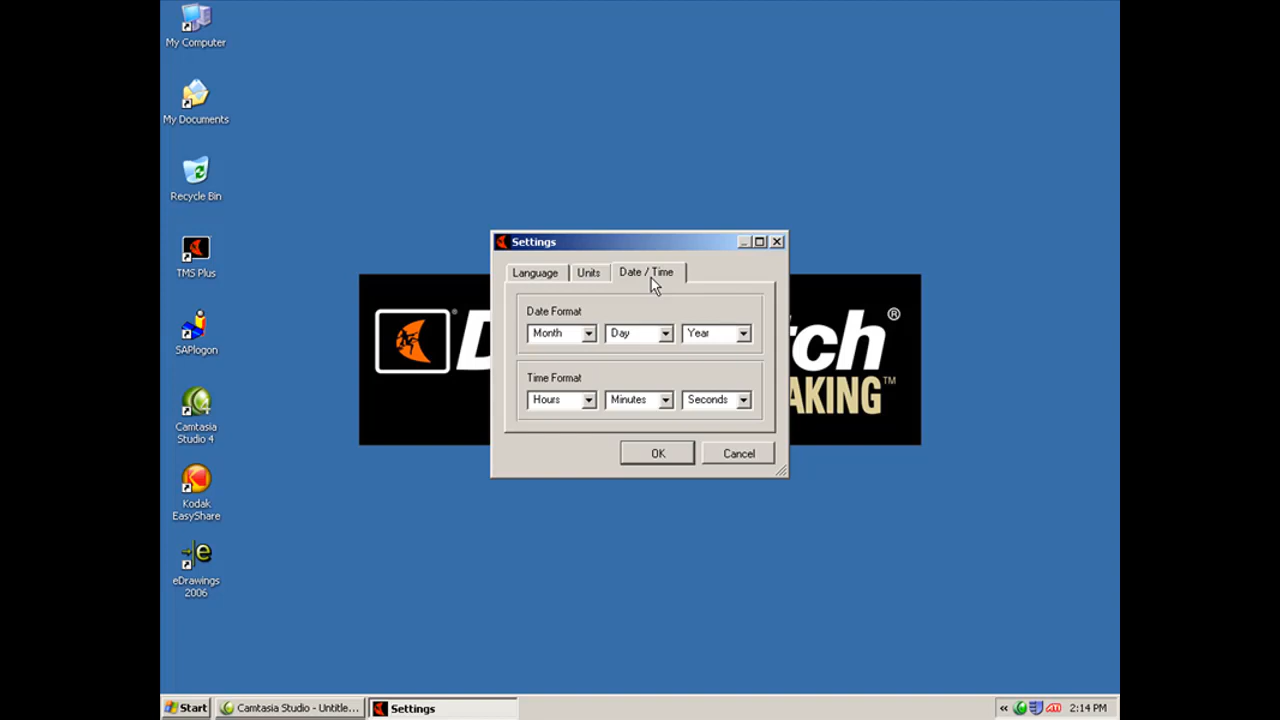 My Computer
My Documents
Recycle Bin
TMS Plus
SAPlogon
Camtasia
Studio 4
Kodak
EasyShare
eDrawings
2006
Settings
Language Units Date / Time
Date Format
Month Day Year
Time Format
Hours Minutes Seconds
OK Cancel
D
tch ®
AKING™
Start Camtasia Studio - Untitle... Settings « 2:14 PM